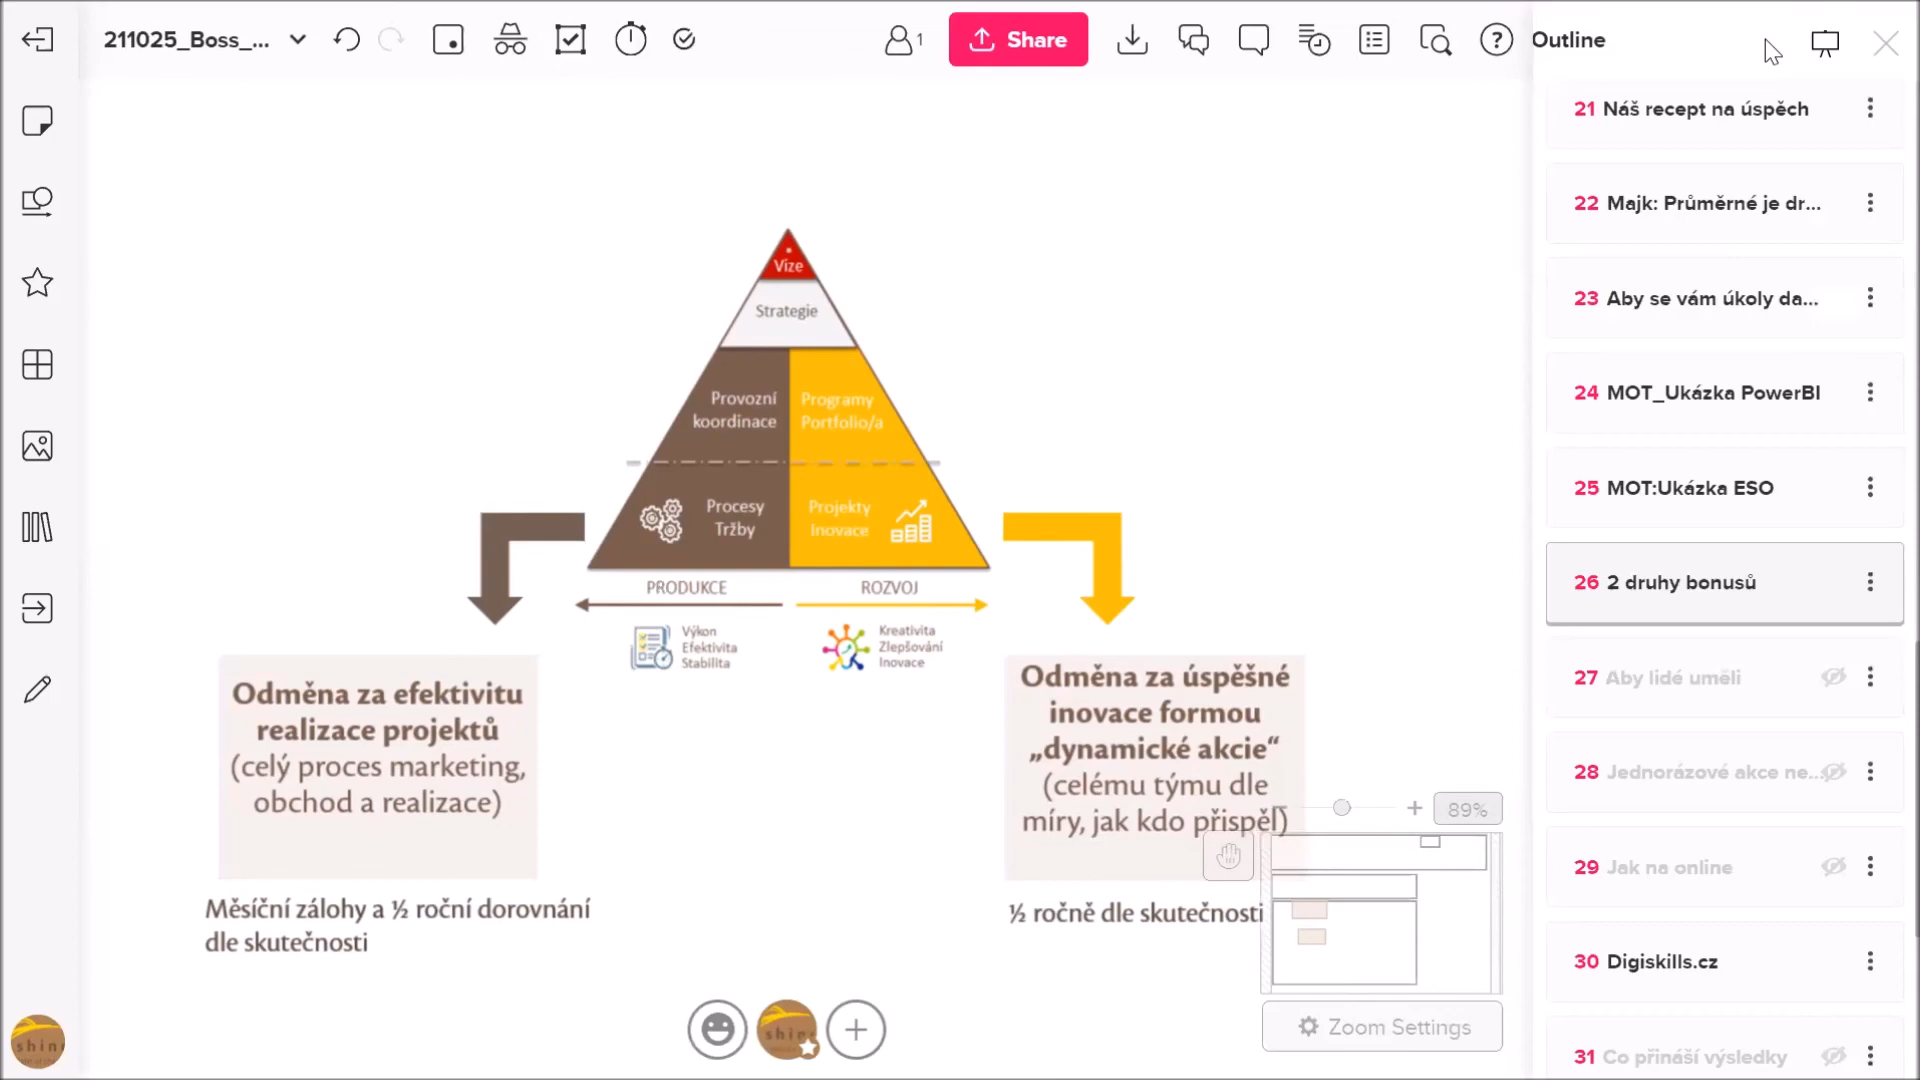 211025_Boss_...
1
Share
Outline
21 Náš recept na úspěch
22 Majk: Průměrné je dr...
23 Aby se vám úkoly da...
24 MOT_Ukázka PowerBI
25 MOT:Ukázka ESO
26 2 druhy bonusů
27 Aby lidé uměli
28 Jednorázové akce ne...
29 Jak na online
30 Digiskills.cz
31 Co přináší výsledky
Vize
Strategie
Provozní
koordinace
Programy
Portfolio/a
Procesy
Tržby
Projekty
Inovace
PRODUKCE
ROZVOJ
Výkon
Efektivita
Stabilita
Kreativita
Zlepšování
Inovace
Odměna za efektivitu
realizace projektů
(celý proces marketing,
obchod a realizace)
Měsíční zálohy a ½ roční dorovnání
dle skutečnosti
Odměna za úspěšné
inovace formou
„dynamické akcie“
(celému týmu dle
míry, jak kdo přispěl)
½ ročně dle skutečnosti
89%
Zoom Settings
shin
shin